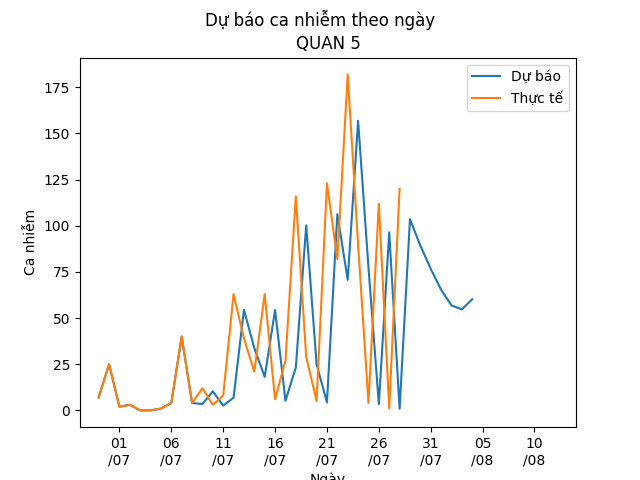 Dự báo ca nhiễm theo ngày
QUAN 5
Dự báo
Thực tế
Ca nhiễm
175
150
125
100
75
50
25
0
01 06 11 16 21 26 31 05 10
/07 /07 /07 /07 /07 /07 /07 /08 /08
Ngày